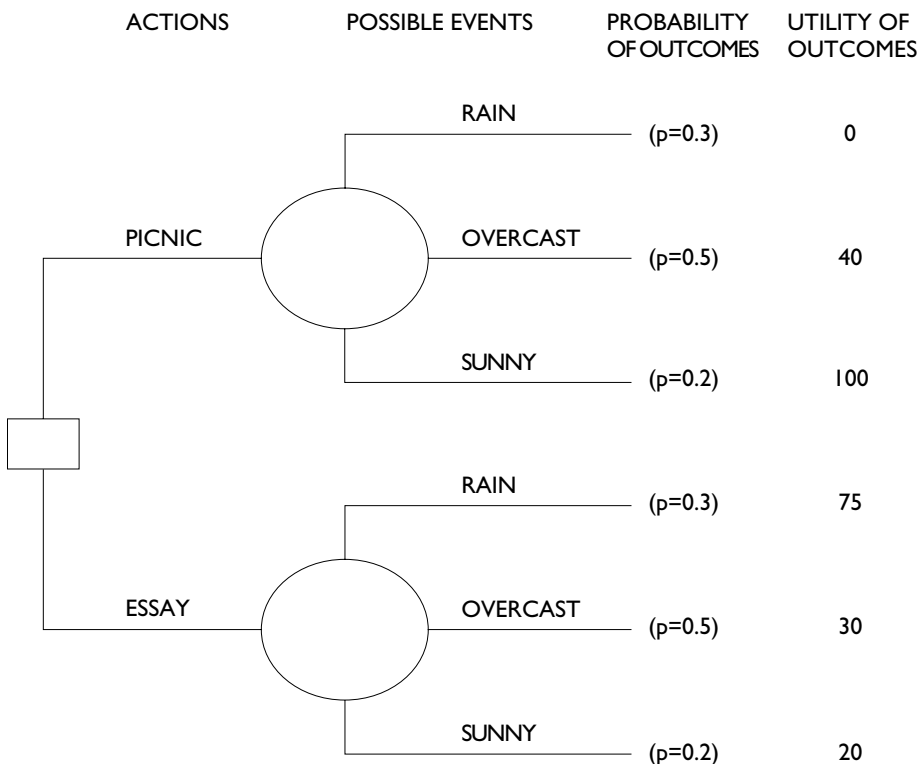 ACTIONS POSSIBLE EVENTS PROBABILITY OF OUTCOMES UTILITY OF OUTCOMES
RAIN (p=0.3) 0
PICNIC OVERCAST (p=0.5) 40
SUNNY (p=0.2) 100
RAIN (p=0.3) 75
ESSAY OVERCAST (p=0.5) 30
SUNNY (p=0.2) 20